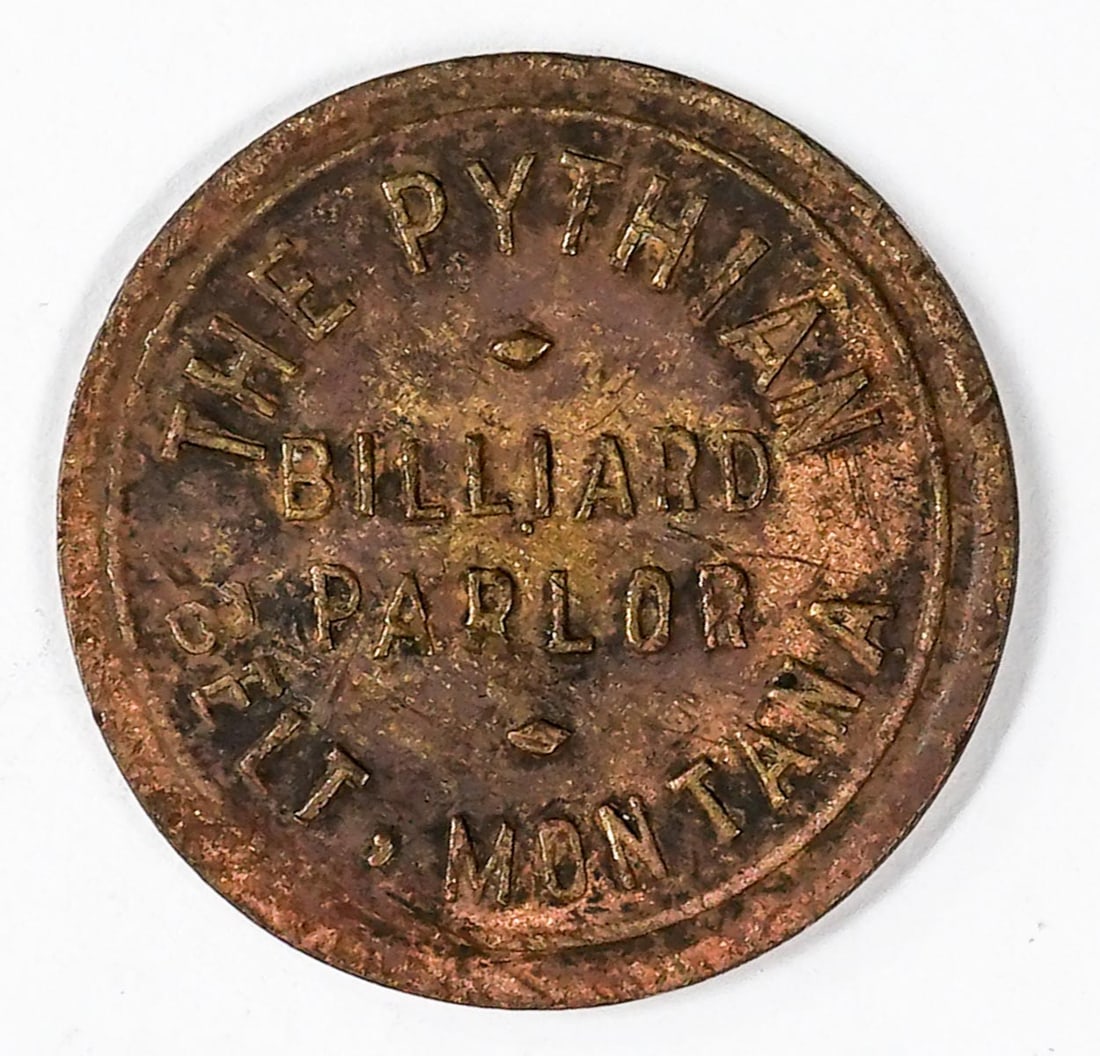 THE PYTHIAN
BILLIARD
PARLOR
BELT, MONTANA